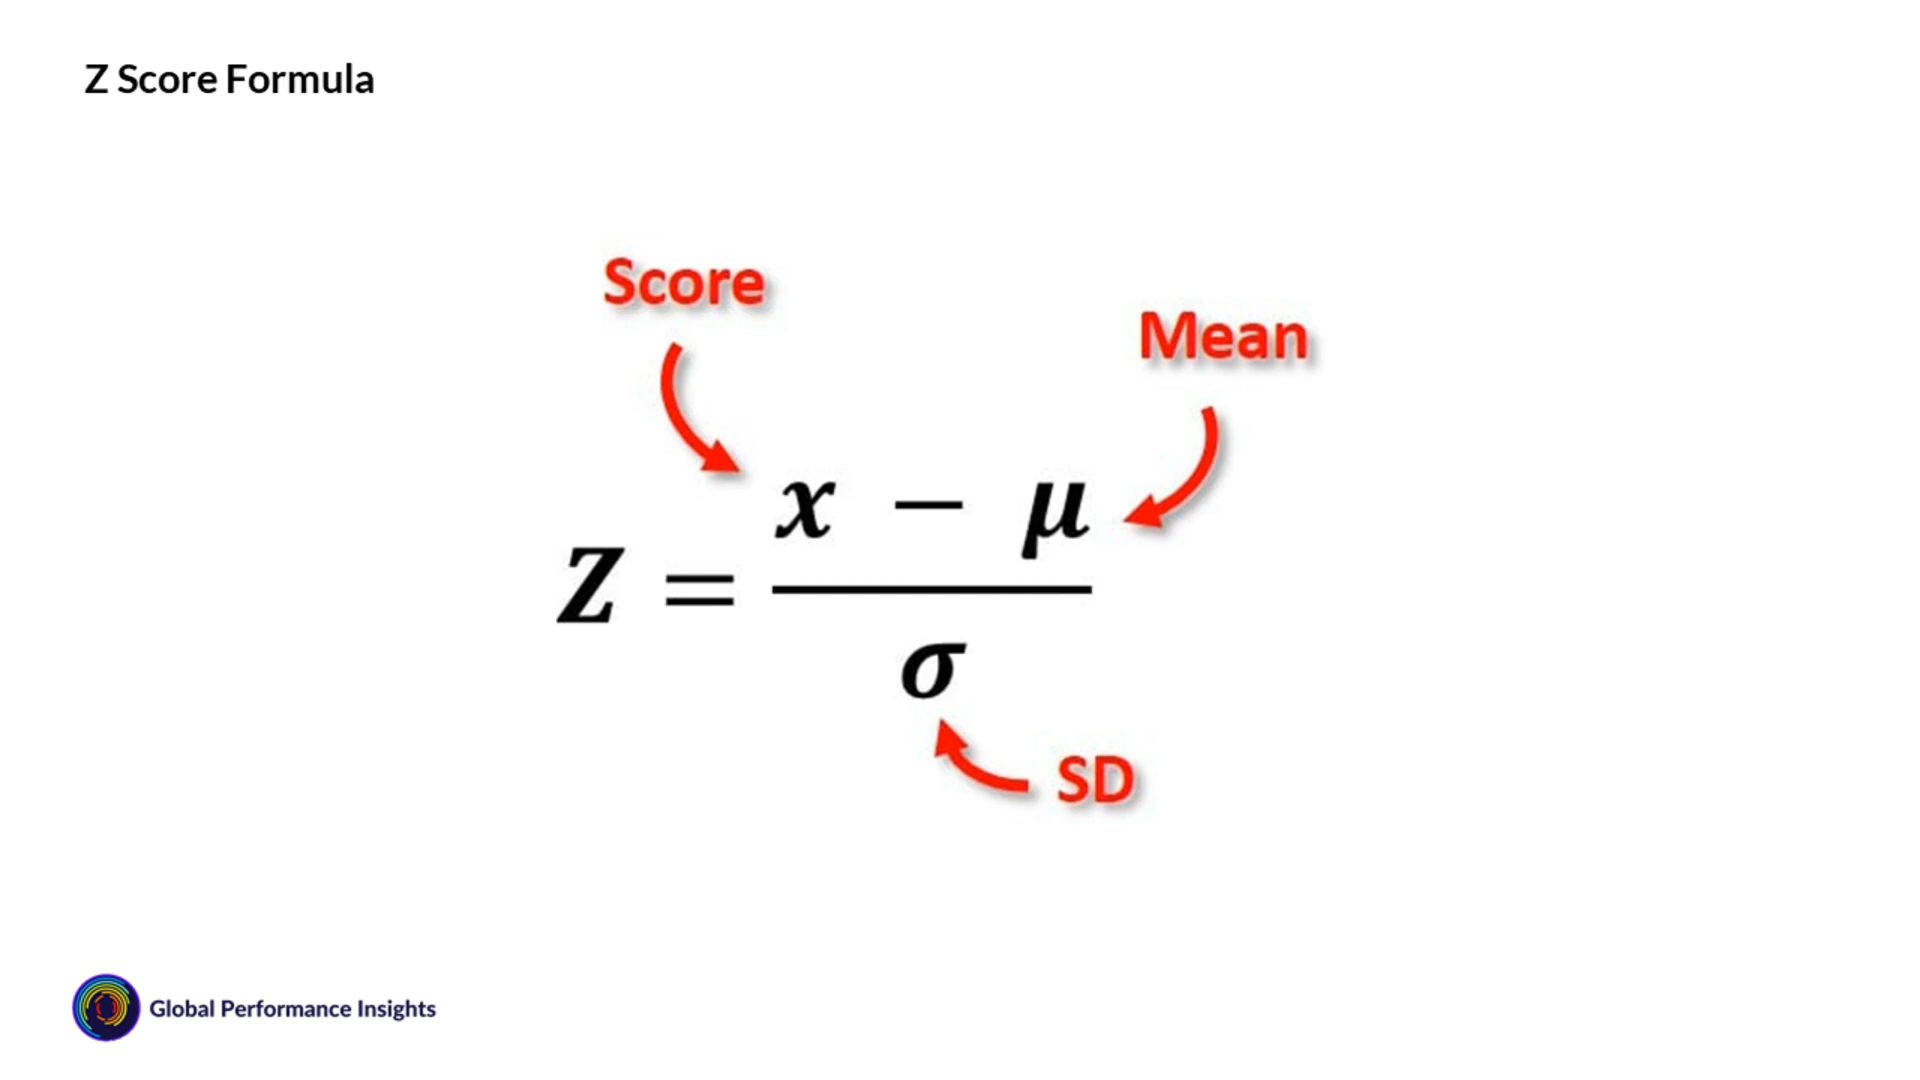 Z Score Formula
Score
Mean
Z = x − μ
σ
SD
Global Performance Insights